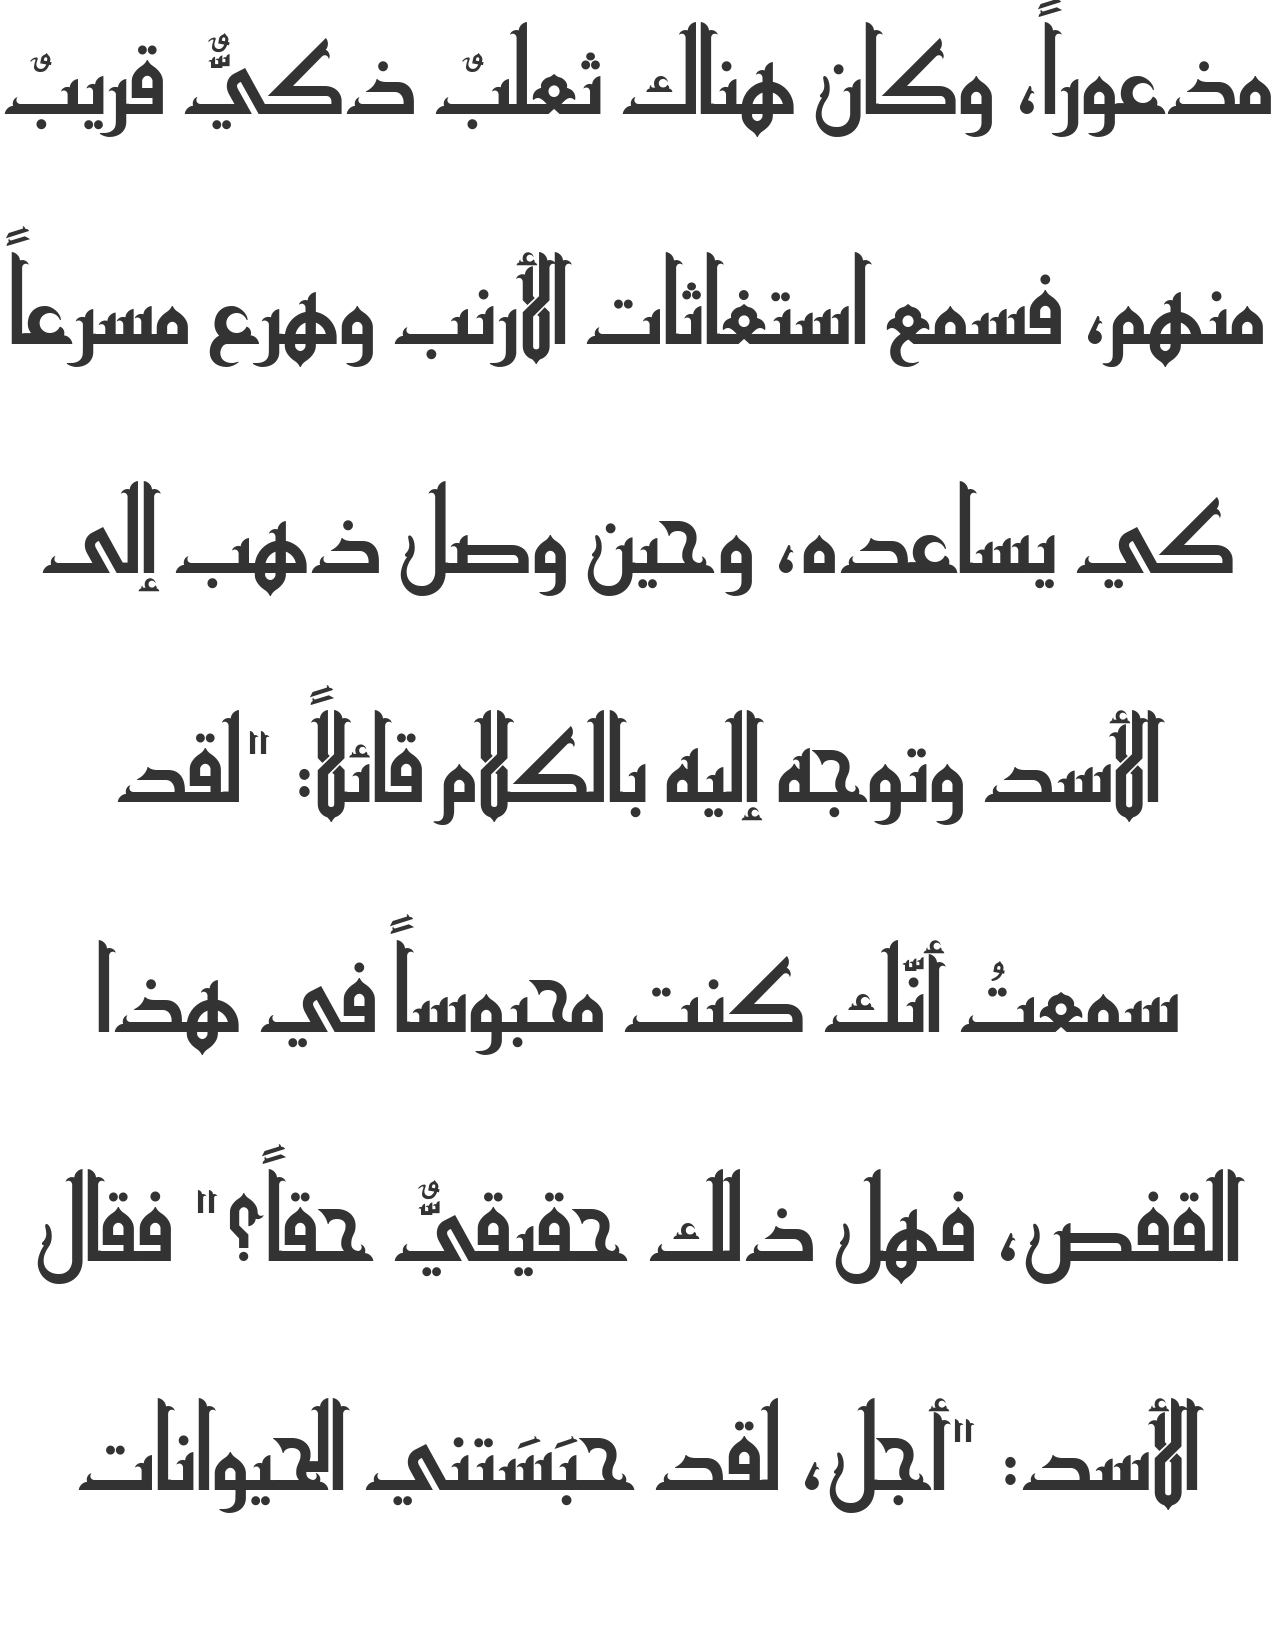 مذعوراً، وكان هناك ثعلبٌ ذكيٌّ قريبٌ
منهم، فسمع استغاثات الأرنب وهرع مسرعاً
كي يساعده، وحين وصل ذهب إلى
الأسد وتوجه إليه بالكلام قائلاً: "لقد
سمعتُ أنّك كنت محبوساً في هذا
القفص، فهل ذلك حقيقيٌّ حقاً؟" فقال
الأسد: "أجل، لقد حبَسَتني الحيوانات